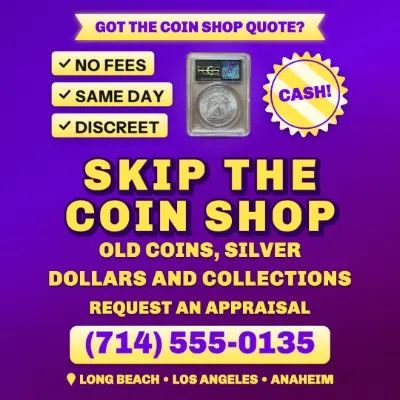 GOT THE COIN SHOP QUOTE?
NO FEES
SAME DAY
DISCREET
CASH!
SKIP THE
COIN SHOP
OLD COINS, SILVER
DOLLARS AND COLLECTIONS
REQUEST AN APPRAISAL
(714) 555-0135
LONG BEACH • LOS ANGELES • ANAHEIM